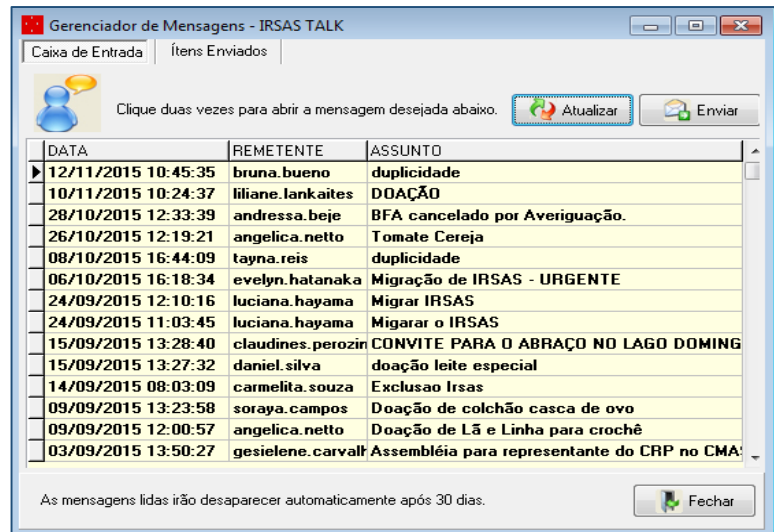 Gerenciador de Mensagens - IRSAS TALK
Caixa de Entrada Ítens Enviados
Clique duas vezes para abrir a mensagem desejada abaixo. Atualizar Enviar
DATA REMETENTE ASSUNTO
12/11/2015 10:45:35 bruna.bueno duplicidade
10/11/2015 10:24:37 liliane.lankaites DOAÇÃO
28/10/2015 12:33:39 andressa.beje BFA cancelado por Averiguação.
26/10/2015 12:19:21 angelica.netto Tomate Cereja
08/10/2015 16:44:09 tayna.reis duplicidade
06/10/2015 16:18:34 evelyn.hatanaka Migração de IRSAS - URGENTE
24/09/2015 12:10:16 luciana.hayama Migrar IRSAS
24/09/2015 11:03:45 luciana.hayama Migarar o IRSAS
15/09/2015 13:28:40 claudines.perozin CONVITE PARA O ABRAÇO NO LAGO DOMING
15/09/2015 13:27:32 daniel.silva doação leite especial
14/09/2015 08:03:09 carmelita.souza Exclusao Irsas
09/09/2015 13:23:58 soraya.campos Doação de colchão casca de ovo
09/09/2015 12:00:57 angelica.netto Doação de Lã e Linha para crochê
03/09/2015 13:50:27 gesielene.carvalh Assembléia para representante do CRP no CMAS
As mensagens lidas irão desaparecer automaticamente após 30 dias. Fechar